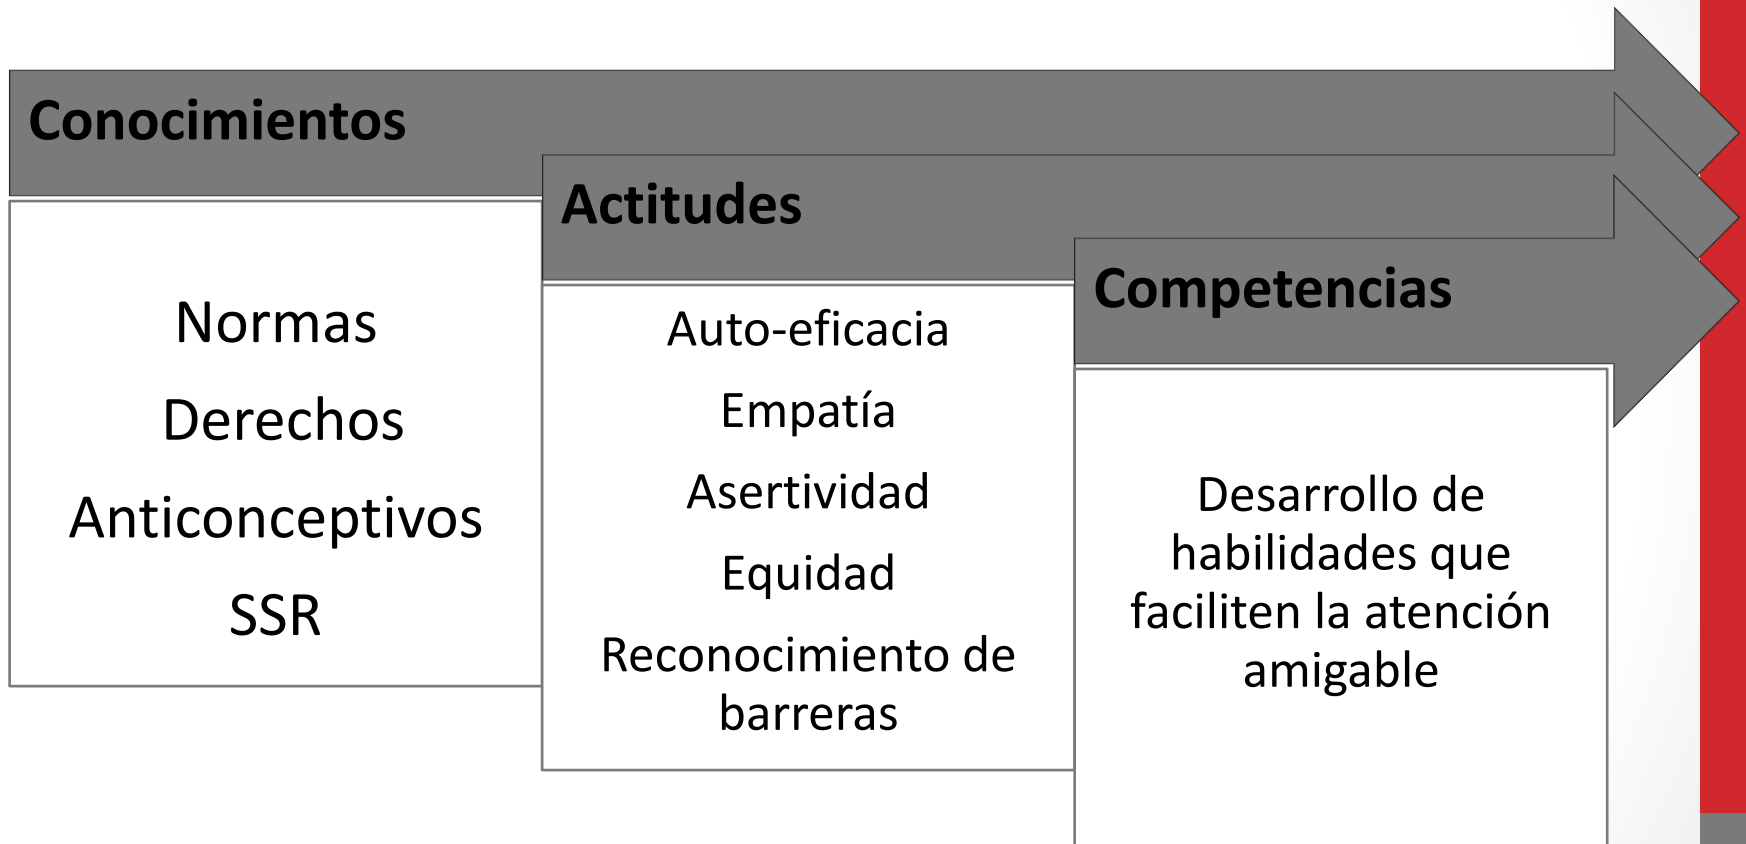 Conocimientos
Normas
Derechos
Anticonceptivos
SSR
Actitudes
Auto-eficacia
Empatía
Asertividad
Equidad
Reconocimiento de
barreras
Competencias
Desarrollo de
habilidades que
faciliten la atención
amigable